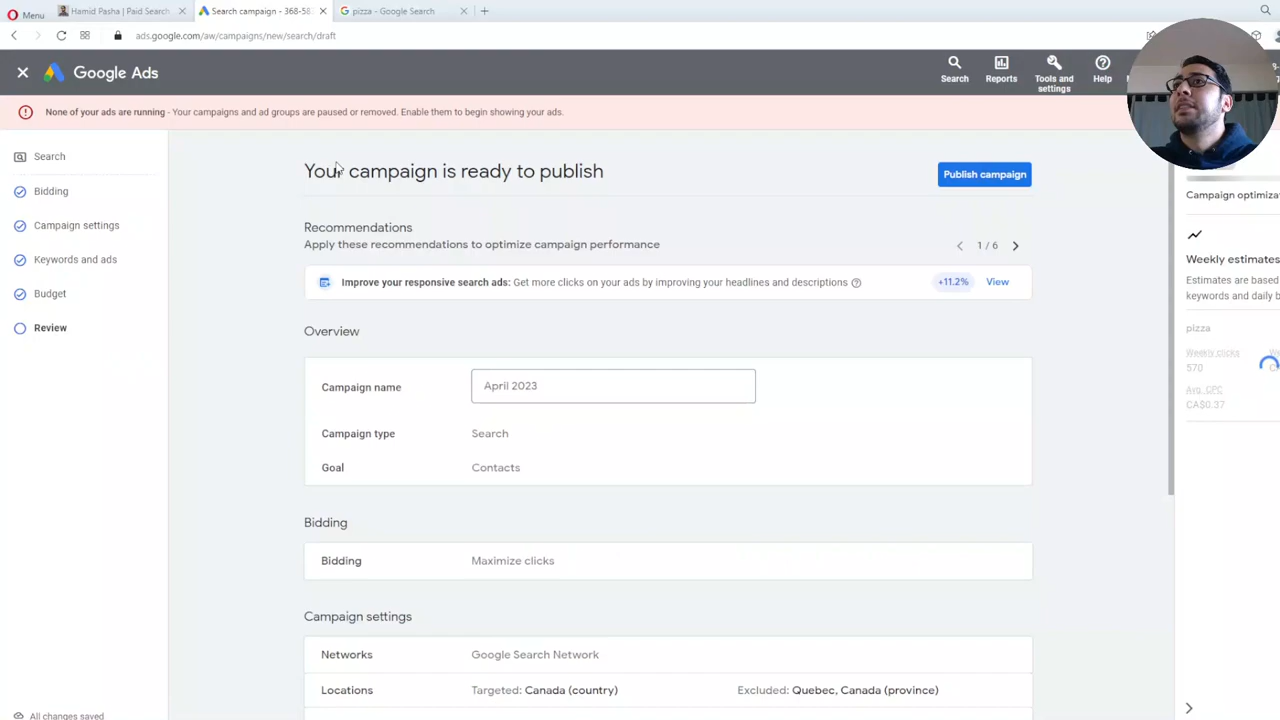 Menu
Hamid Pasha | Paid Search
Search campaign - 368-58
pizza - Google Search
ads.google.com/aw/campaigns/new/search/draft
Google Ads
Search
Reports
Tools and settings
Help
None of your ads are running - Your campaigns and ad groups are paused or removed. Enable them to begin showing your ads.
Search
Bidding
Campaign settings
Keywords and ads
Budget
Review
All changes saved
Your campaign is ready to publish
Publish campaign
Recommendations
Apply these recommendations to optimize campaign performance
1 / 6
Improve your responsive search ads: Get more clicks on your ads by improving your headlines and descriptions
+11.2%
View
Overview
Campaign name
April 2023
Campaign type
Search
Goal
Contacts
Bidding
Bidding
Maximize clicks
Campaign settings
Networks
Google Search Network
Locations
Targeted: Canada (country)
Excluded: Quebec, Canada (province)
Campaign optimiza
Weekly estimates
Estimates are based
keywords and daily b
pizza
Weekly clicks
570
Avg. CPC
CA$0.37